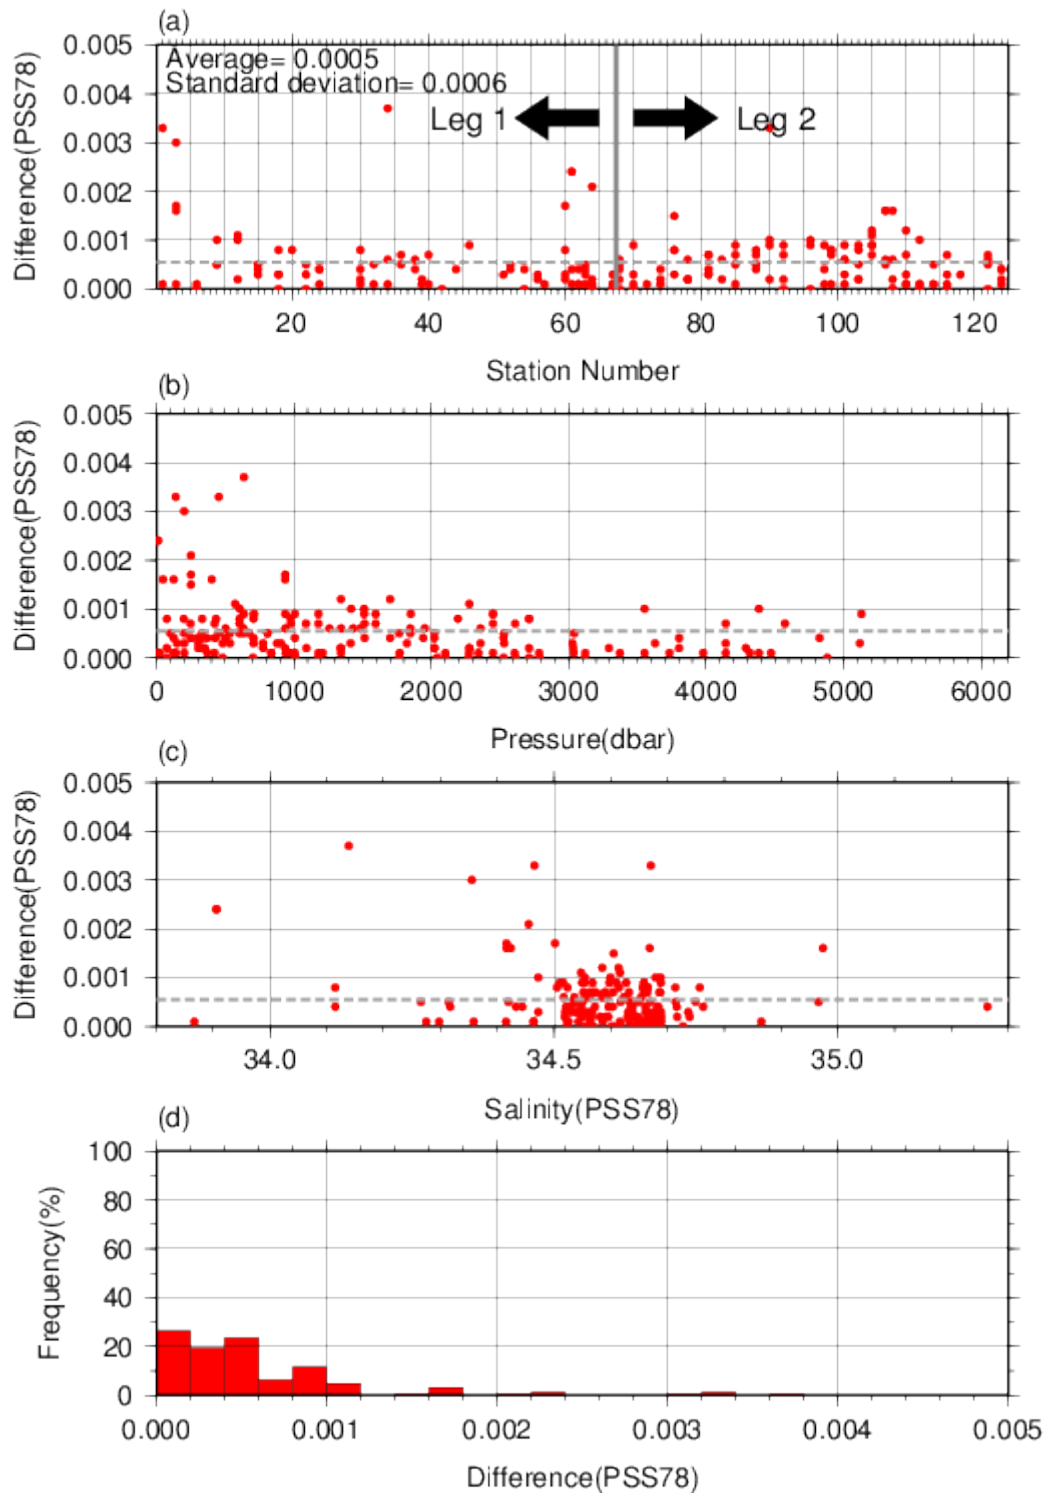 (a)
Difference(PSS78)
0.005
0.004
0.003
0.002
0.001
0.000
Average= 0.0005
Standard deviation= 0.0006
Leg 1
Leg 2
20 40 60 80 100 120
Station Number
(b)
Difference(PSS78)
0.005
0.004
0.003
0.002
0.001
0.000
0 1000 2000 3000 4000 5000 6000
Pressure(dbar)
(c)
Difference(PSS78)
0.005
0.004
0.003
0.002
0.001
0.000
34.0 34.5 35.0
Salinity(PSS78)
(d)
Frequency(%)
100
80
60
40
20
0
0.000 0.001 0.002 0.003 0.004 0.005
Difference(PSS78)